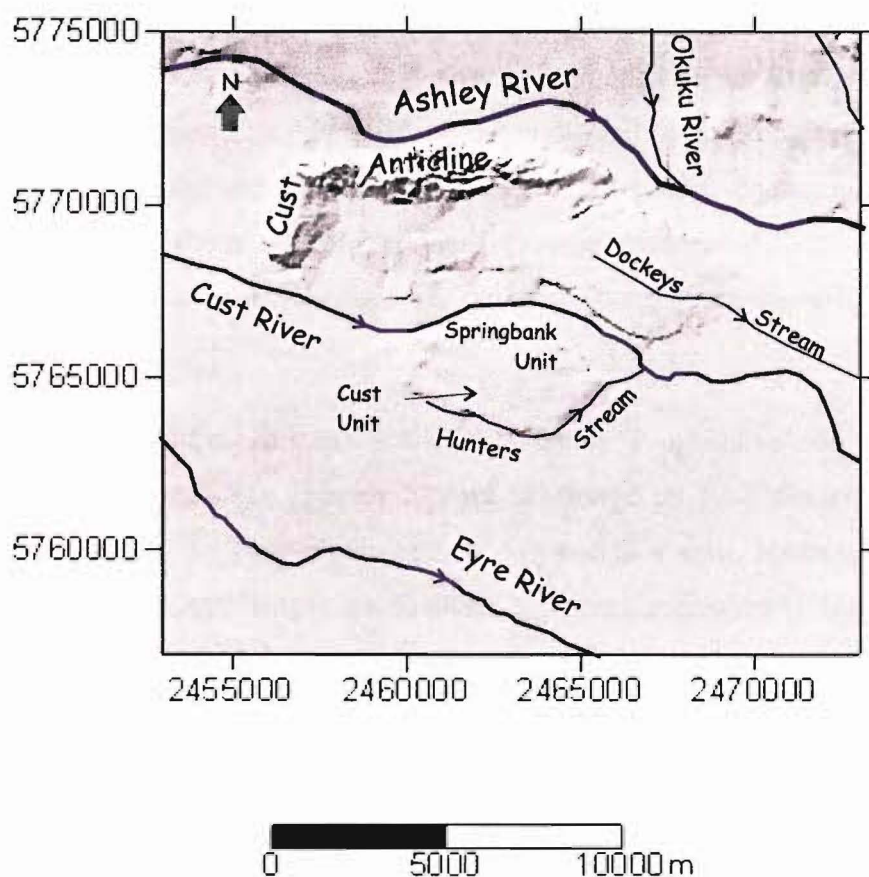 5775000
N
Ashley River
Okuku River
Anticline
Cust
5770000
Dockeys
Stream
Cust River
Springbank
Unit
5765000
Cust
Unit
Hunters
Stream
5760000
Eyre River
2455000 2460000 2465000 2470000
0 5000 10000 m